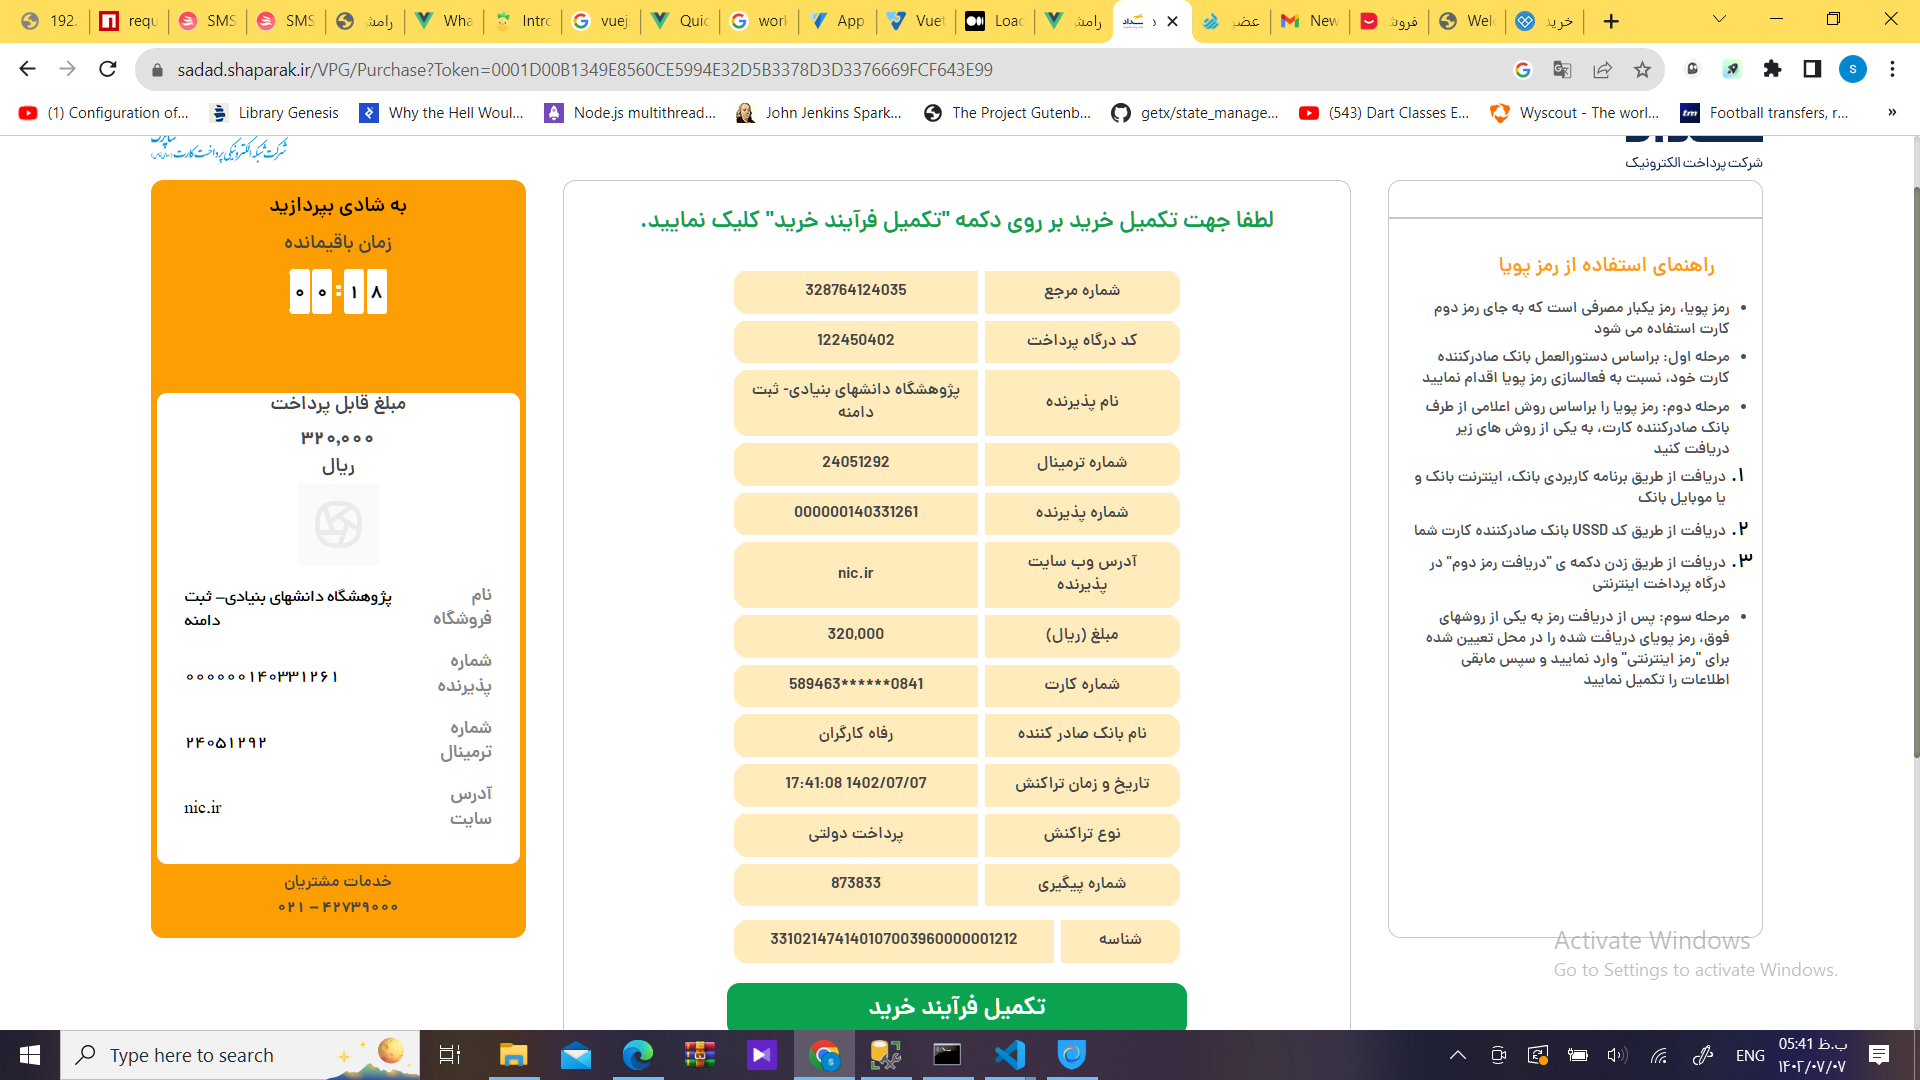 192.
requ
SMS
SMS
رامش
Wha
Intro
vuej
Quic
work
App
Vuet
Load
رامش
د
عضو
New
فروش
Wel
خرید
sadad.shaparak.ir/VPG/Purchase?Token=0001D00B1349E8560CE5994E32D5B3378D3D3376669FCF643E99
s
(1) Configuration of...
Library Genesis
Why the Hell Woul...
Node.js multithread...
John Jenkins Spark...
The Project Gutenb...
getx/state_manage...
(543) Dart Classes E...
Wyscout - The worl...
Football transfers, r...
»
شرکت پرداخت الکترونیک
راهنمای استفاده از رمز پویا
رمز پویا، رمز یکبار مصرفی است که به جای رمز دوم
کارت استفاده می شود
مرحله اول: براساس دستورالعمل بانک صادرکننده
کارت خود، نسبت به فعالسازی رمز پویا اقدام نمایید
مرحله دوم: رمز پویا را براساس روش اعلامی از طرف
بانک صادرکننده کارت، به یکی از روش های زیر
دریافت کنید
۱. دریافت از طریق برنامه کاربردی بانک، اینترنت بانک و
یا موبایل بانک
۲. دریافت از طریق کد USSD بانک صادرکننده کارت شما
۳. دریافت از طریق زدن دکمه ی "دریافت رمز دوم" در
درگاه پرداخت اینترنتی
مرحله سوم: پس از دریافت رمز به یکی از روشهای
فوق، رمز پویای دریافت شده را در محل تعیین شده
برای "رمز اینترنتی" وارد نمایید و سپس مابقی
اطلاعات را تکمیل نمایید
لطفا جهت تکمیل خرید بر روی دکمه "تکمیل فرآیند خرید" کلیک نمایید.
شماره مرجع 328764124035
کد درگاه پرداخت 122450402
نام پذیرنده پژوهشگاه دانشهای بنیادی- ثبت
دامنه
شماره ترمینال 24051292
شماره پذیرنده 000000140331261
آدرس وب سایت
پذیرنده nic.ir
مبلغ (ریال) 320,000
شماره کارت 589463******0841
نام بانک صادر کننده رفاه کارگران
تاریخ و زمان تراکنش 17:41:08 1402/07/07
نوع تراکنش پرداخت دولتی
شماره پیگیری 873833
شناسه 331021474140107003960000001212
تکمیل فرآیند خرید
شرکت شبکه الکترونیکی پرداخت کارت
به شادی بپردازید
زمان باقیمانده
۰۰:۱۸
مبلغ قابل پرداخت
۳۲۰,۰۰۰
ریال
نام
فروشگاه
پژوهشگاه دانشهای بنیادی- ثبت
دامنه
شماره
پذیرنده
۰۰۰۰۰۰۱۴۰۳۳۱۲۶۱
شماره
ترمینال
۲۴۰۵۱۲۹۲
آدرس
سایت
nic.ir
خدمات مشتریان
۰۲۱ – ۴۲۷۳۹۰۰۰
Activate Windows
Go to Settings to activate Windows.
Type here to search
ENG
05:41 ب.ظ
۱۴۰۲/۰۷/۰۷